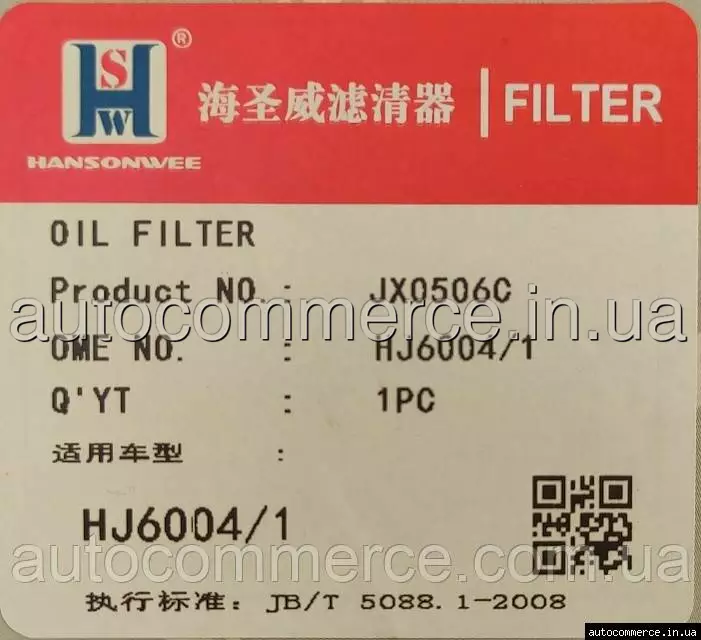 SHW ®
海圣威滤清器 | FILTER
HANSONWEE
OIL FILTER
Product NO. : JX0506C
autocommerce.in.ua
OME NO. : HJ6004/1
Q'YT : 1PC
适用车型 :
HJ6004/1
autocommerce.com.ua
执行标准: JB/T 5088.1-2008
autocommerce.in.ua